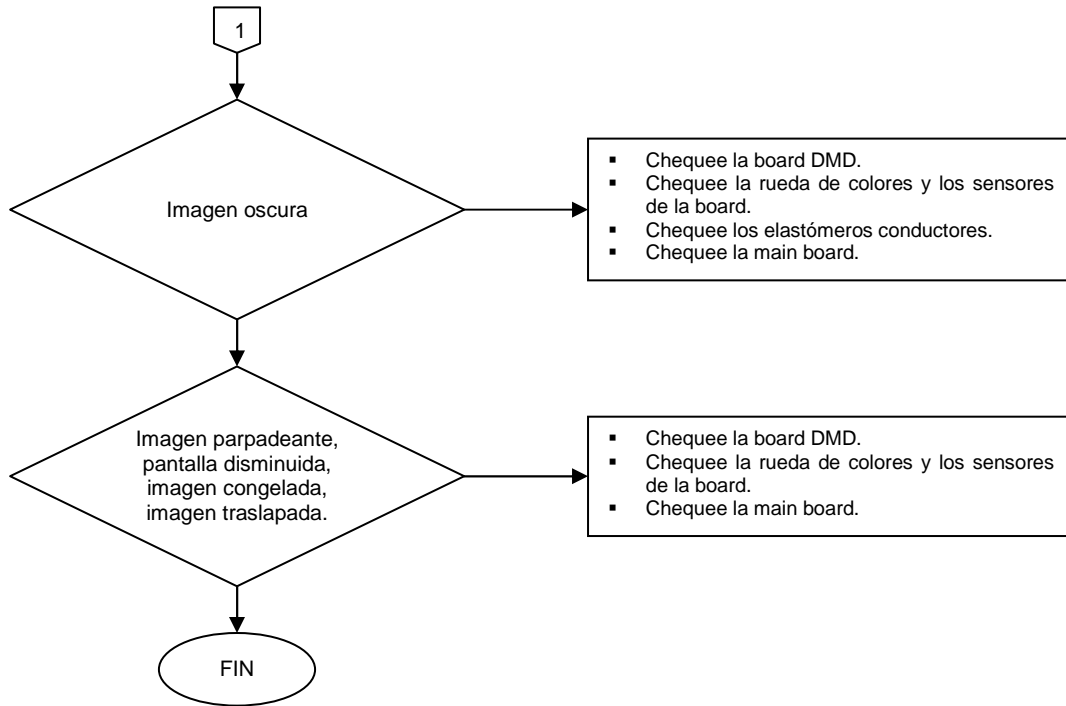 1
Imagen oscura
▪ Chequee la board DMD.
▪ Chequee la rueda de colores y los sensores
de la board.
▪ Chequee los elastómeros conductores.
▪ Chequee la main board.
Imagen parpadeante,
pantalla disminuida,
imagen congelada,
imagen traslapada.
▪ Chequee la board DMD.
▪ Chequee la rueda de colores y los sensores
de la board.
▪ Chequee la main board.
FIN